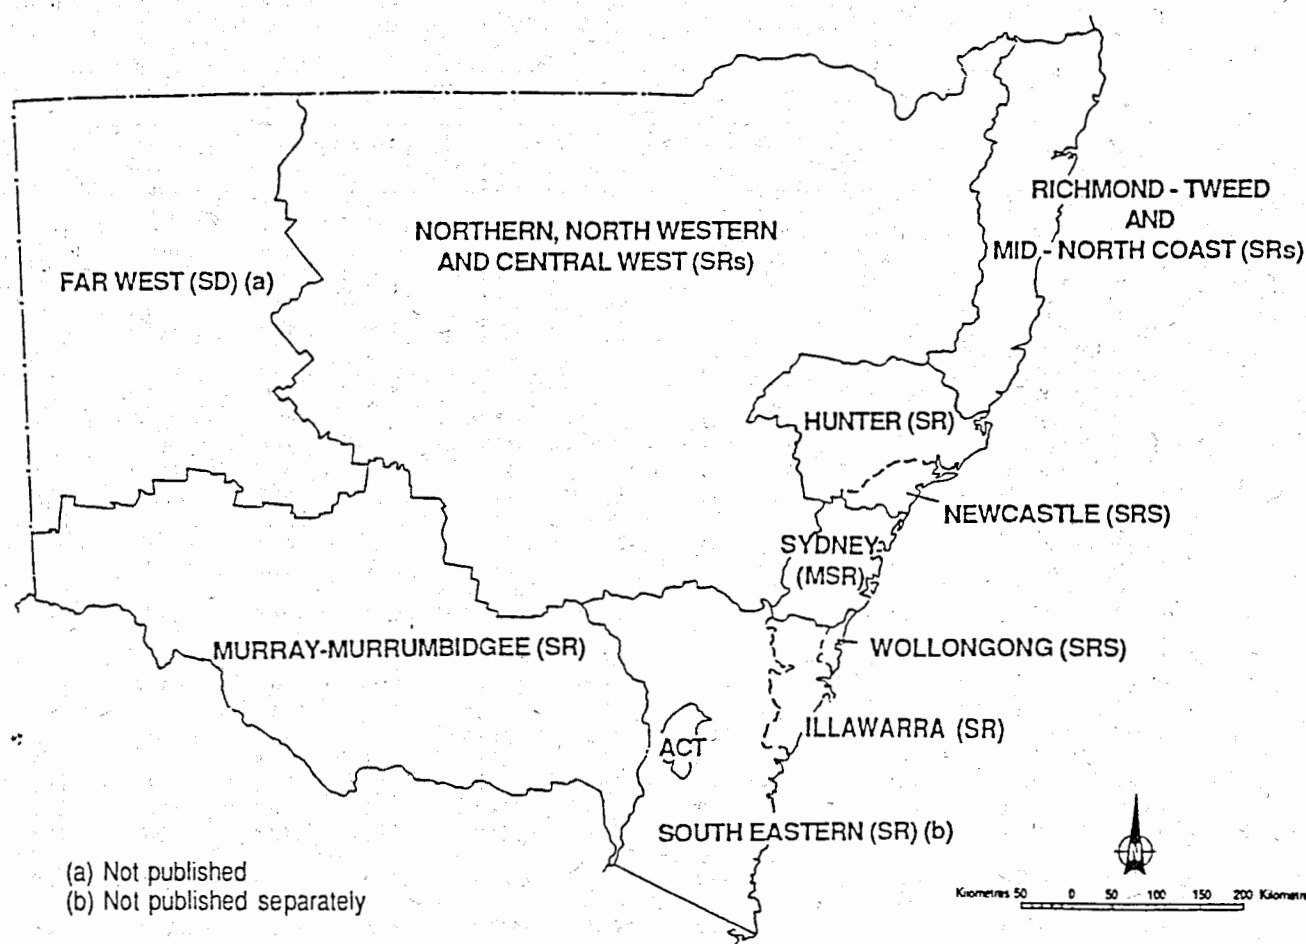 RICHMOND - TWEED
AND
MID - NORTH COAST (SRs)
NORTHERN, NORTH WESTERN
AND CENTRAL WEST (SRs)
FAR WEST (SD) (a)
HUNTER (SR)
NEWCASTLE (SRS)
SYDNEY
(MSR)
MURRAY-MURRUMBIDGEE (SR)
WOLLONGONG (SRS)
ILLAWARRA (SR)
ACT
SOUTH EASTERN (SR) (b)
(a) Not published
(b) Not published separately
N
Kilometres 50 0 50 100 150 200 Kilometres